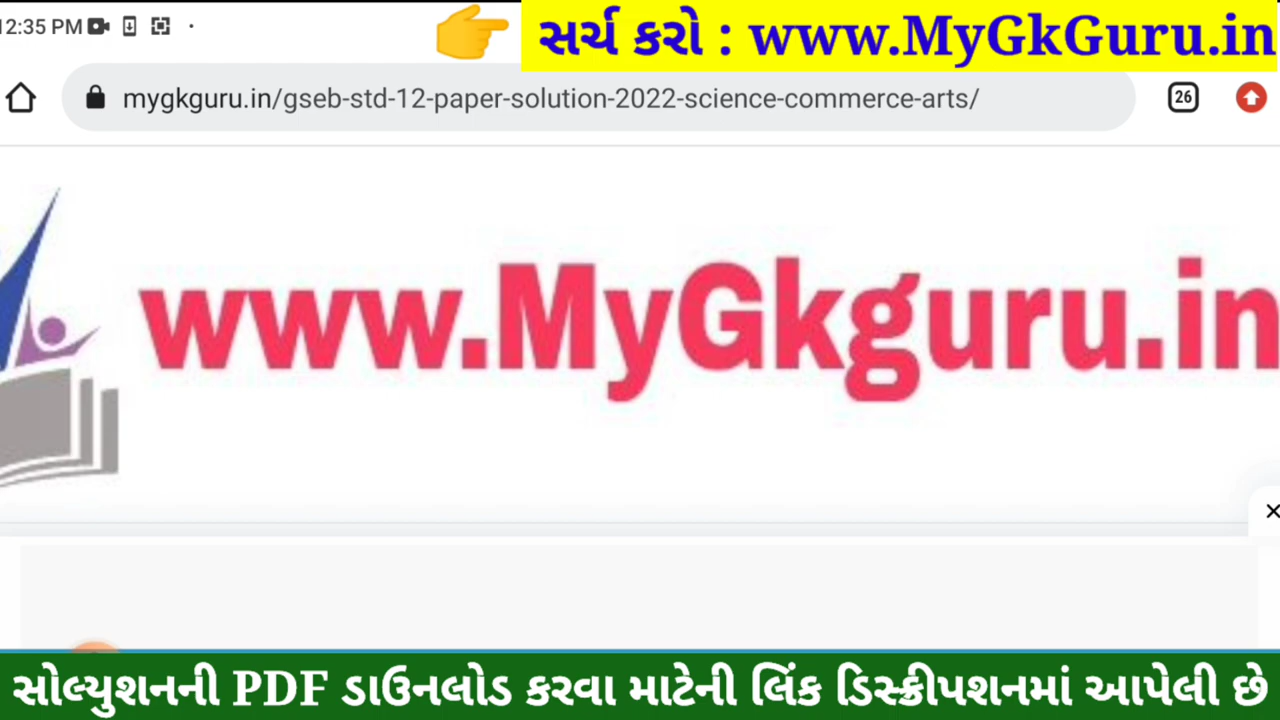 12:35 PM
સર્ચ કરો : www.MyGkGuru.in
mygkguru.in/gseb-std-12-paper-solution-2022-science-commerce-arts/
26
www.MyGkguru.in
સોલ્યુશનની PDF ડાઉનલોડ કરવા માટેની લિંક ડિસ્ક્રીપશનમાં આપેલી છે